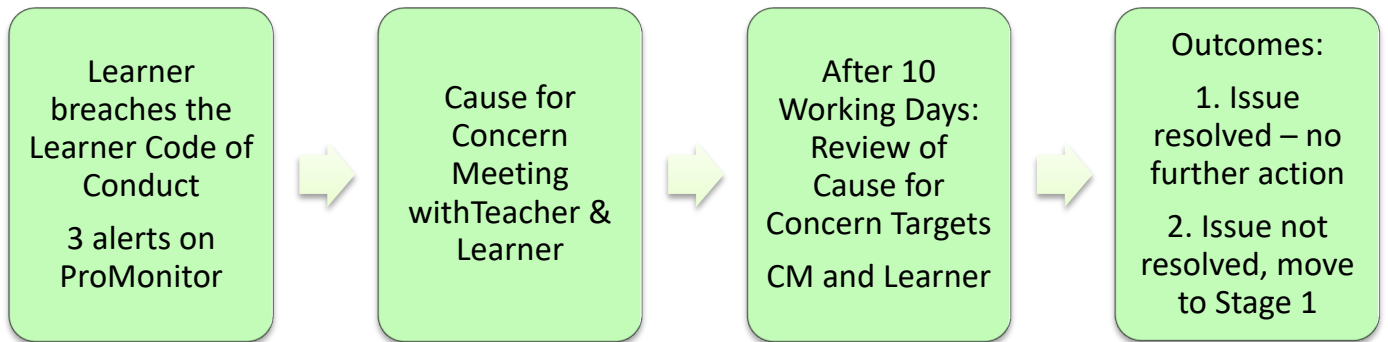 Learner
breaches the
Learner Code of
Conduct
3 alerts on
ProMonitor
Cause for
Concern
Meeting
withTeacher &
Learner
After 10
Working Days:
Review of
Cause for
Concern Targets
CM and Learner
Outcomes:
1. Issue
resolved – no
further action
2. Issue not
resolved, move
to Stage 1